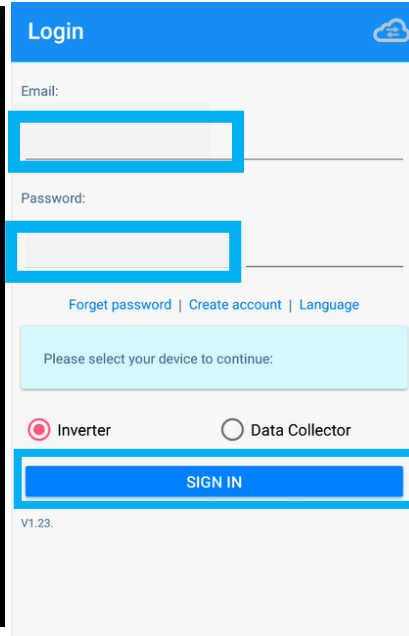 Login
Email:
Password:
Forget password | Create account | Language
Please select your device to continue:
Inverter
Data Collector
SIGN IN
V1.23.